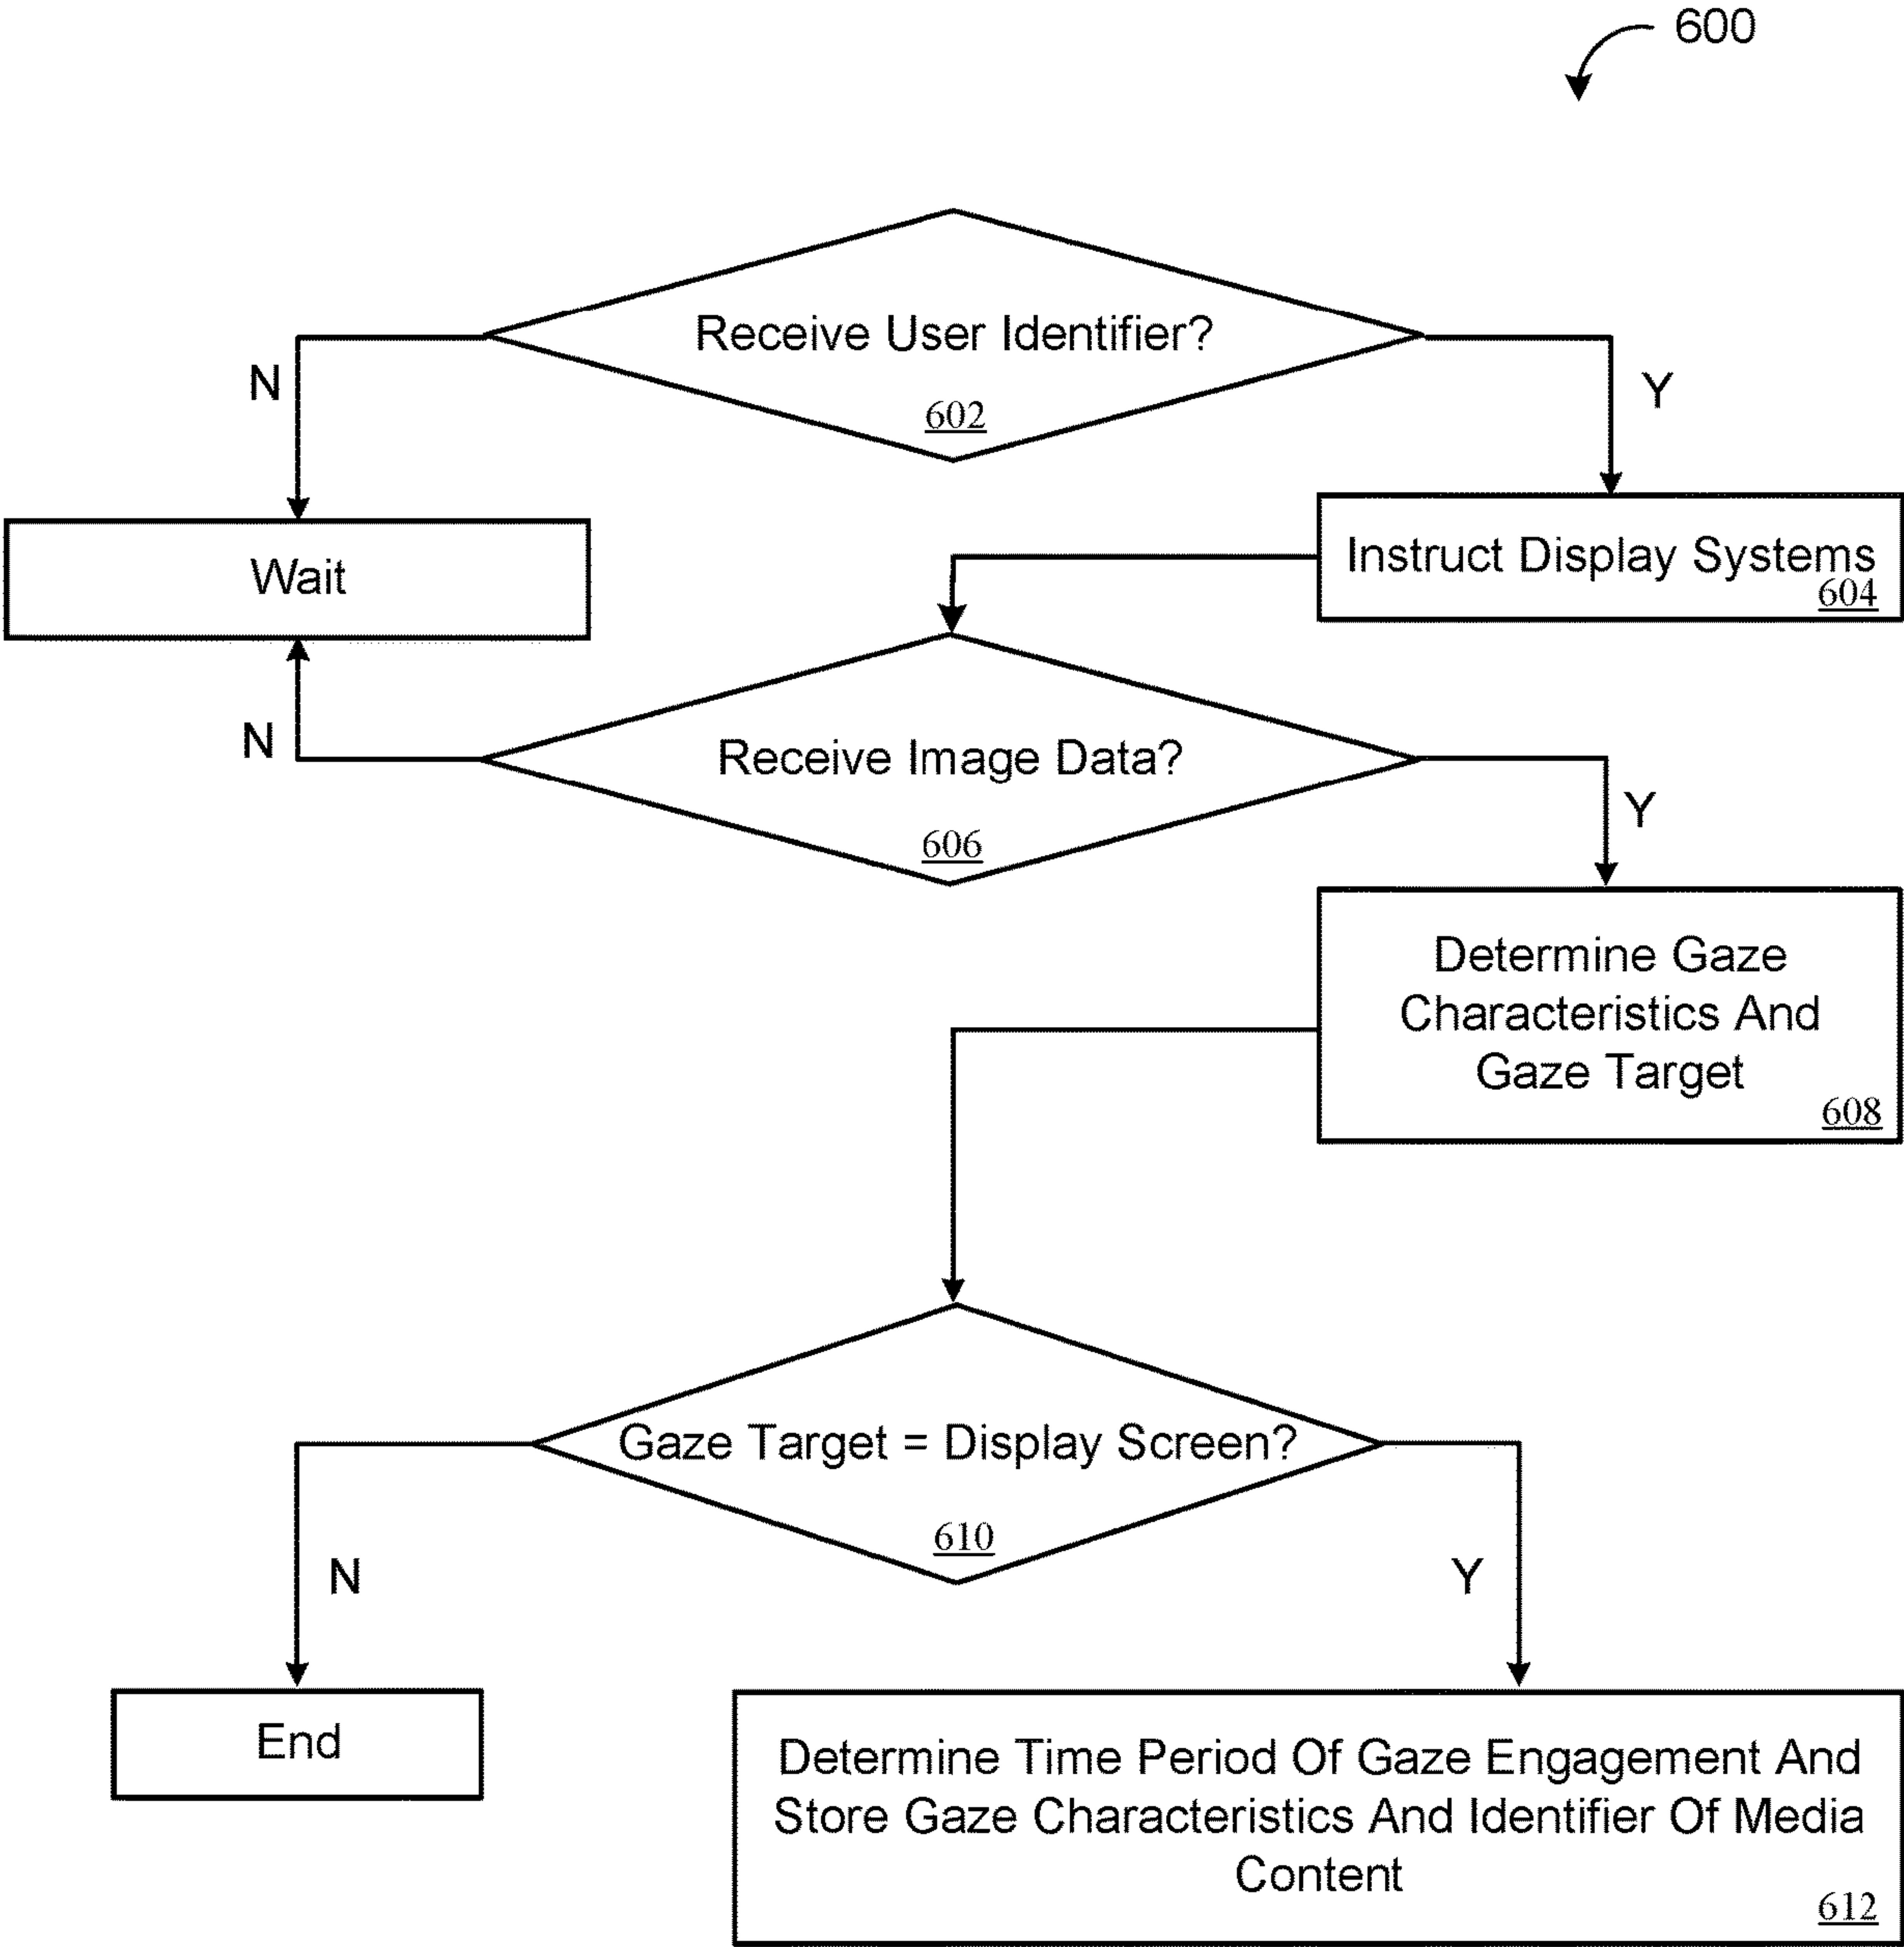 600
Receive User Identifier?
602
N
Y
Wait
Instruct Display Systems
604
N
Receive Image Data?
606
Y
Determine Gaze
Characteristics And
Gaze Target
608
Gaze Target = Display Screen?
610
N
Y
End
Determine Time Period Of Gaze Engagement And
Store Gaze Characteristics And Identifier Of Media
Content
612